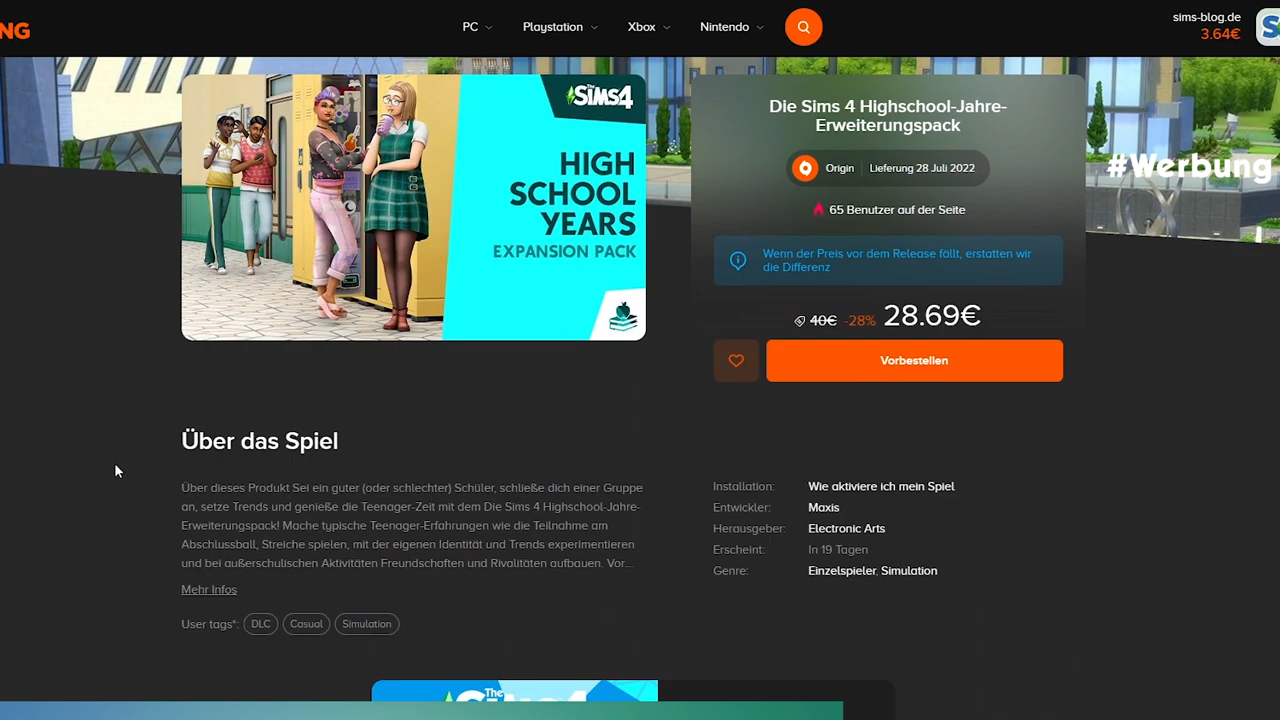 NG
PC
Playstation
Xbox
Nintendo
sims-blog.de
3.64€
The SIMS4
HIGH
SCHOOL
YEARS
EXPANSION PACK
Die Sims 4 Highschool-Jahre-
Erweiterungspack
Origin
Lieferung 28 Juli 2022
65 Benutzer auf der Seite
#Werbung
Wenn der Preis vor dem Release fällt, erstatten wir
die Differenz
40€ -28% 28.69€
Vorbestellen
Über das Spiel
Über dieses Produkt Sei ein guter (oder schlechter) Schüler, schließe dich einer Gruppe
an, setze Trends und genieße die Teenager-Zeit mit dem Die Sims 4 Highschool-Jahre-
Erweiterungspack! Mache typische Teenager-Erfahrungen wie die Teilnahme am
Abschlussball, Streiche spielen, mit der eigenen Identität und Trends experimentieren
und bei außerschulischen Aktivitäten Freundschaften und Rivalitäten aufbauen. Vor...
Mehr Infos
User tags*: DLC Casual Simulation
Installation: Wie aktiviere ich mein Spiel
Entwickler: Maxis
Herausgeber: Electronic Arts
Erscheint: In 19 Tagen
Genre: Einzelspieler, Simulation
The